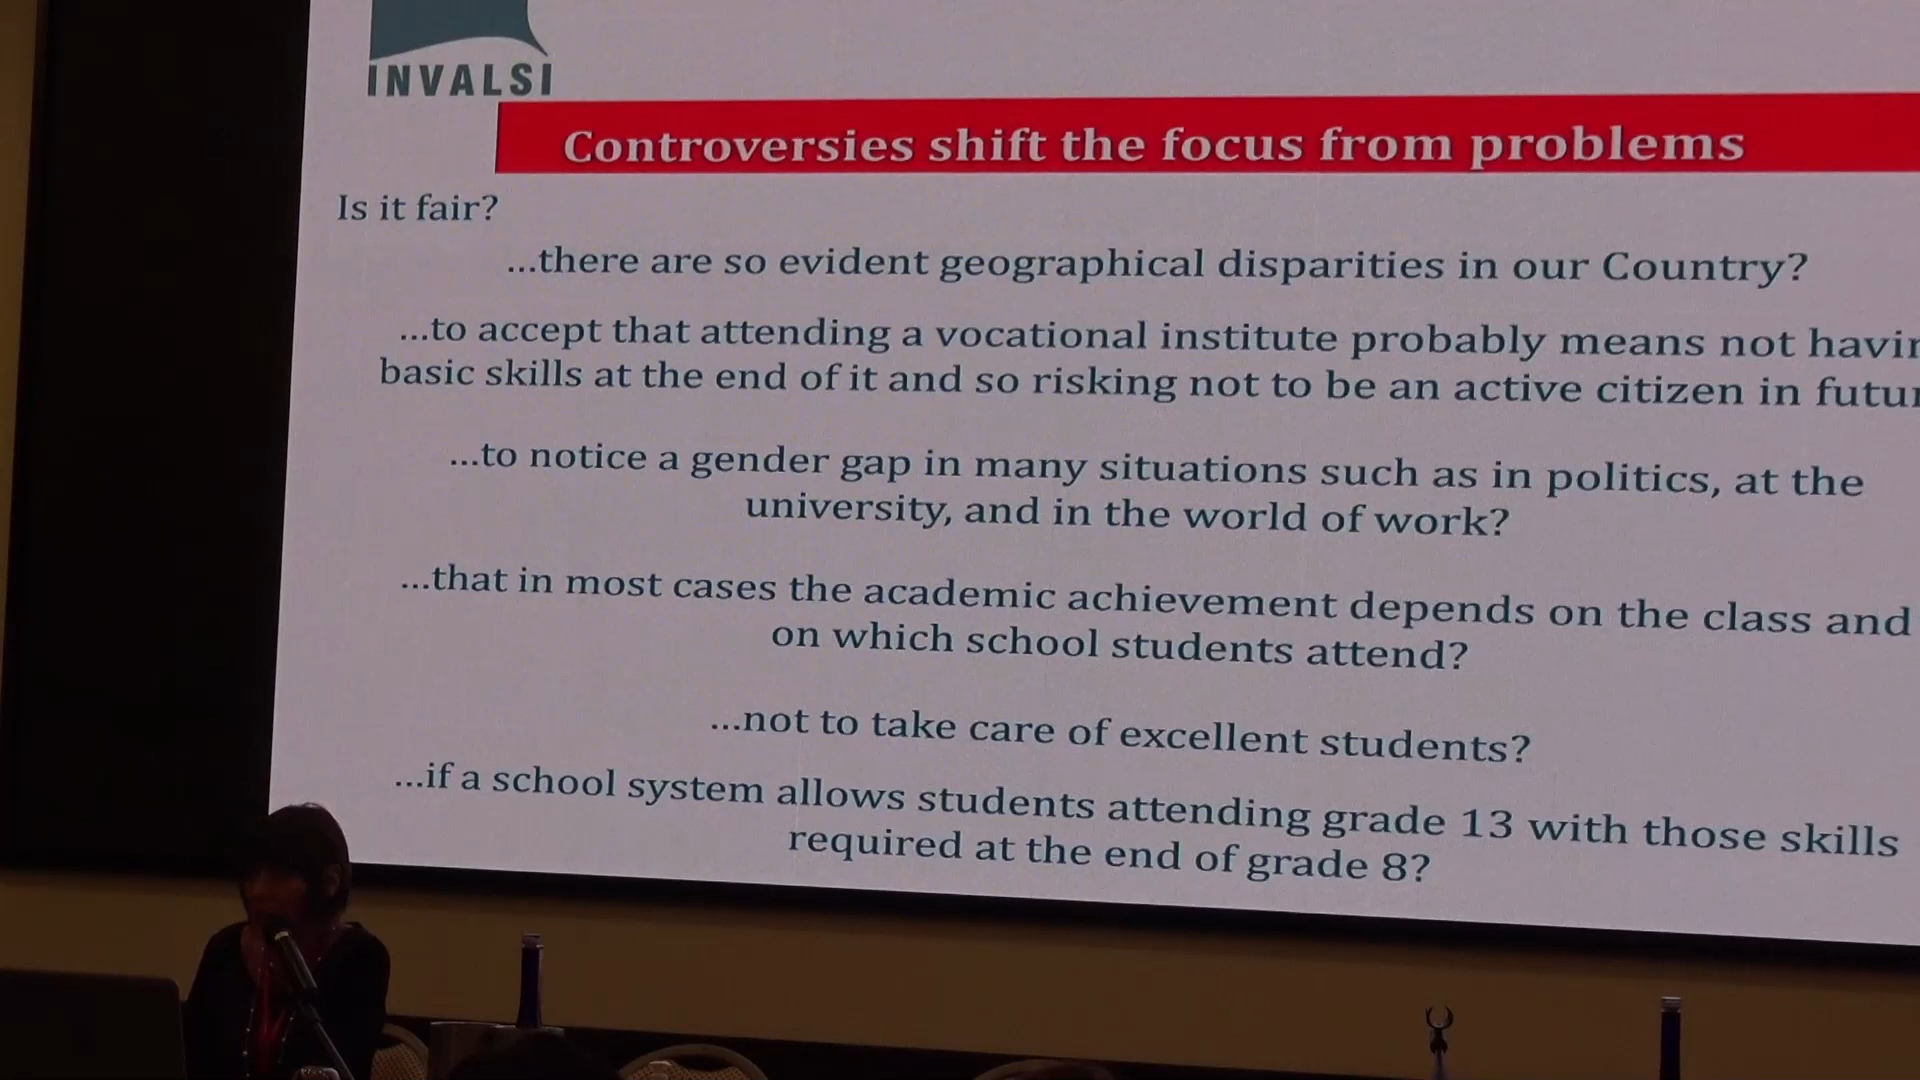 INVALSI
Controversies shift the focus from problems
Is it fair?
...there are so evident geographical disparities in our Country?
...to accept that attending a vocational institute probably means not
basic skills at the end of it and so risking not to be an active citizen in
...to notice a gender gap in many situations such as in politics, at the
university, and in the world of work?
...that in most cases the academic achievement depends on the class and
on which school students attend?
...not to take care of excellent students?
...if a school system allows students attending grade 13 with those skills
required at the end of grade 8?